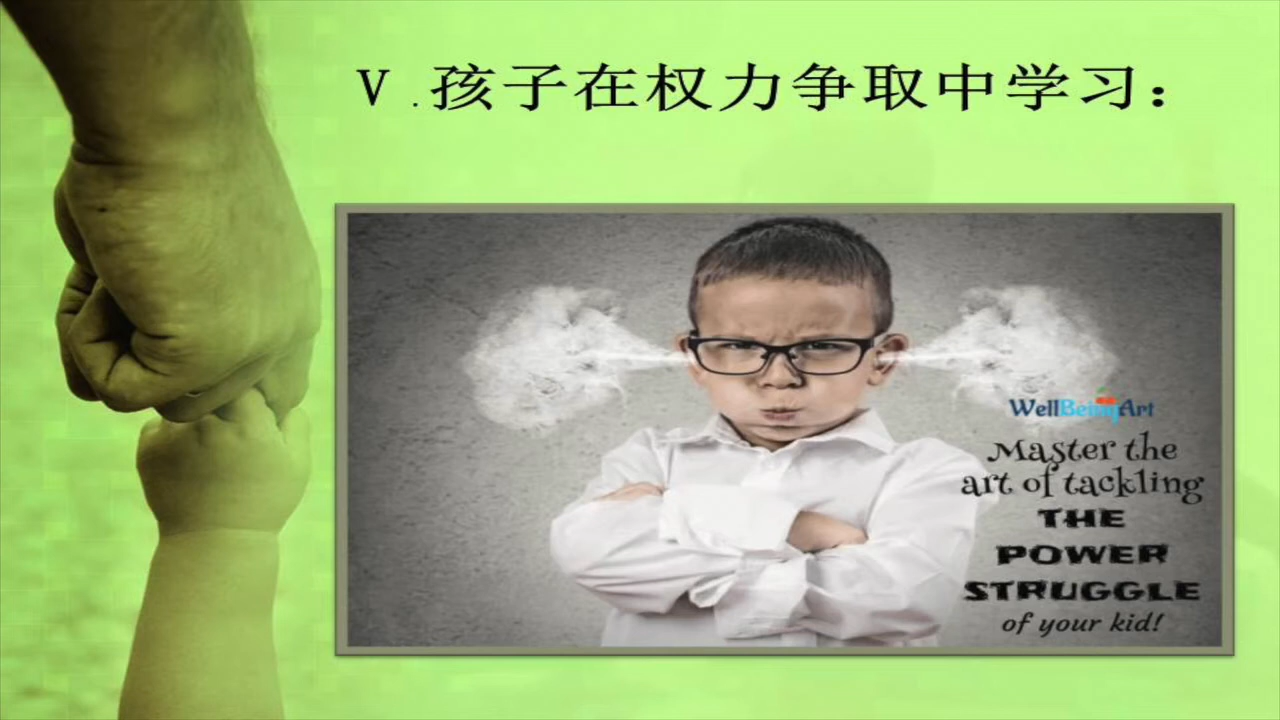 V .孩子在权力争取中学习：
WellBeingArt
Master the
art of tackling
THE
POWER
STRUGGLE
of your kid!